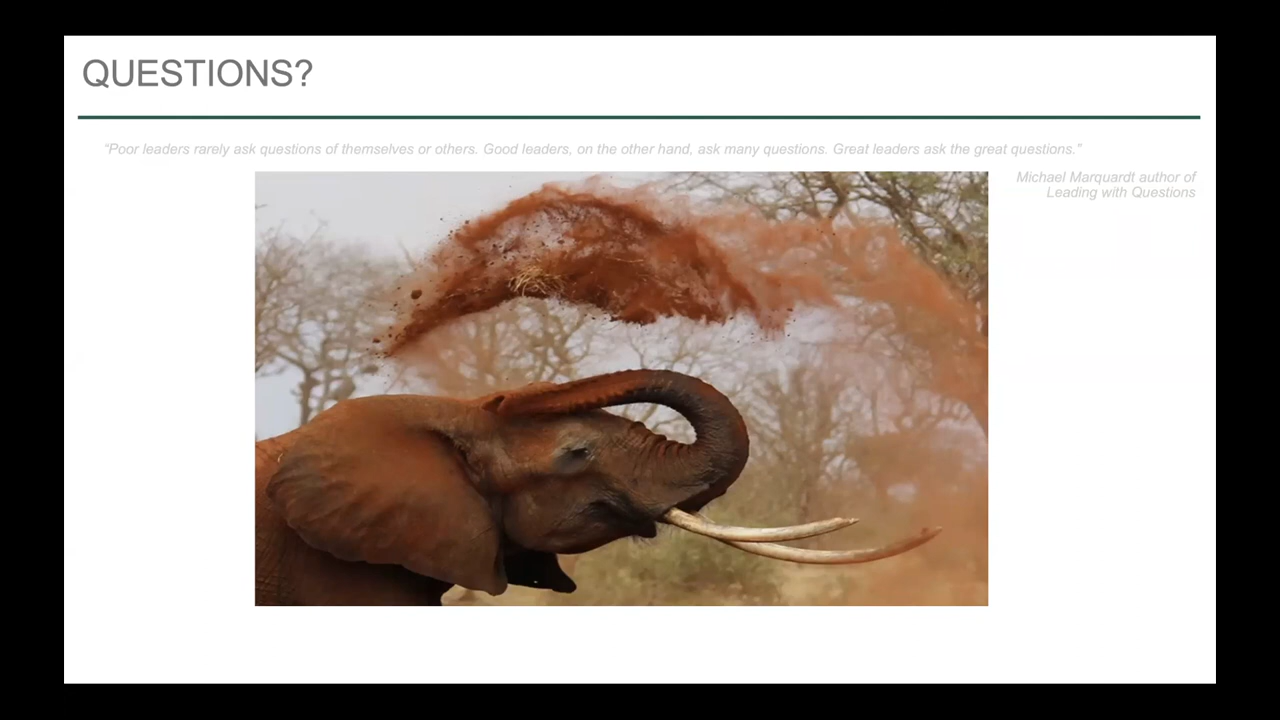 QUESTIONS?
“Poor leaders rarely ask questions of themselves or others. Good leaders, on the other hand, ask many questions. Great leaders ask the great questions.”
Michael Marquardt author of
Leading with Questions